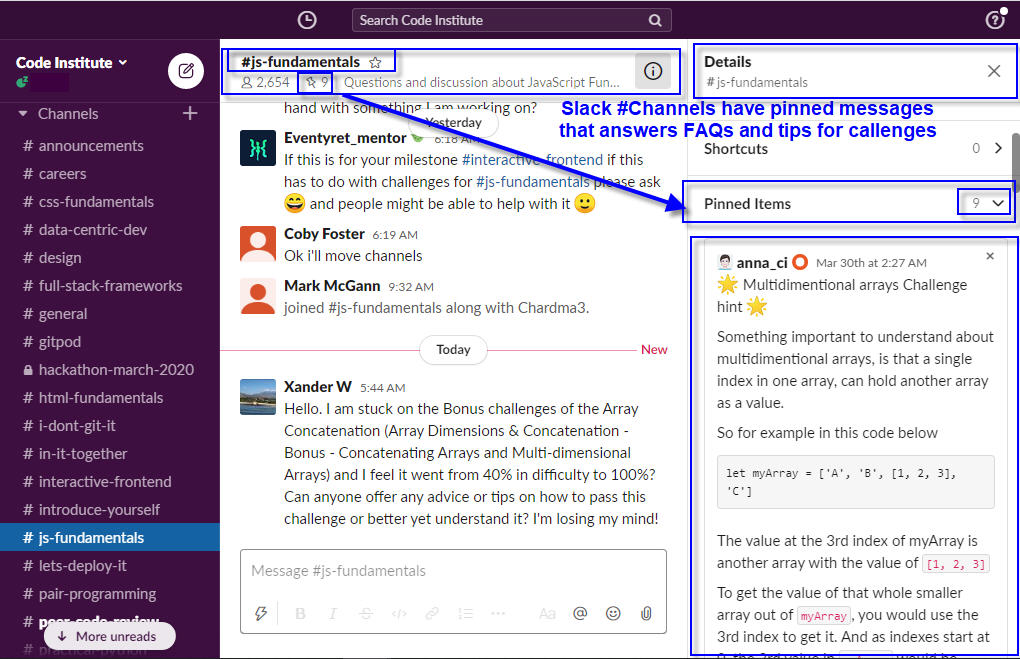 Search Code Institute
Code Institute
Channels
# announcements
# careers
# css-fundamentals
# data-centric-dev
# design
# full-stack-frameworks
# general
# gitpod
hackathon-march-2020
# html-fundamentals
# i-dont-git-it
# in-it-together
# interactive-frontend
# introduce-yourself
# js-fundamentals
# lets-deploy-it
# pair-programming
# peer-code-review
↓ More unreads
# practical-python
#js-fundamentals
2,654 9 Questions and discussion about JavaScript Fun...
hand with something I am working on?
Yesterday
Eventyret_mentor 6:18 AM
If this is for your milestone #interactive-frontend if this
has to do with challenges for #js-fundamentals please ask
😄 and people might be able to help with it 🙂
Coby Foster 6:19 AM
Ok i'll move channels
Mark McGann 9:32 AM
joined #js-fundamentals along with Chardma3.
Today
New
Xander W 5:44 AM
Hello. I am stuck on the Bonus challenges of the Array
Concatenation (Array Dimensions & Concatenation -
Bonus - Concatenating Arrays and Multi-dimensional
Arrays) and I feel it went from 40% in difficulty to 100%?
Can anyone offer any advice or tips on how to pass this
challenge or better yet understand it? I'm losing my mind!
Message #js-fundamentals
B I S </> Aa @
Details
#js-fundamentals
Slack #Channels have pinned messages
that answers FAQs and tips for callenges
Shortcuts 0
Pinned Items 9
anna_ci Mar 30th at 2:27 AM
🌟 Multidimentional arrays Challenge
hint 🌟
Something important to understand about
multidimentional arrays, is that a single
index in one array, can hold another array
as a value.
So for example in this code below
let myArray = ['A', 'B', [1, 2, 3],
'C']
The value at the 3rd index of myArray is
another array with the value of [1, 2, 3]
To get the value of that whole smaller
array out of myArray, you would use the
3rd index to get it. And as indexes start at
would be